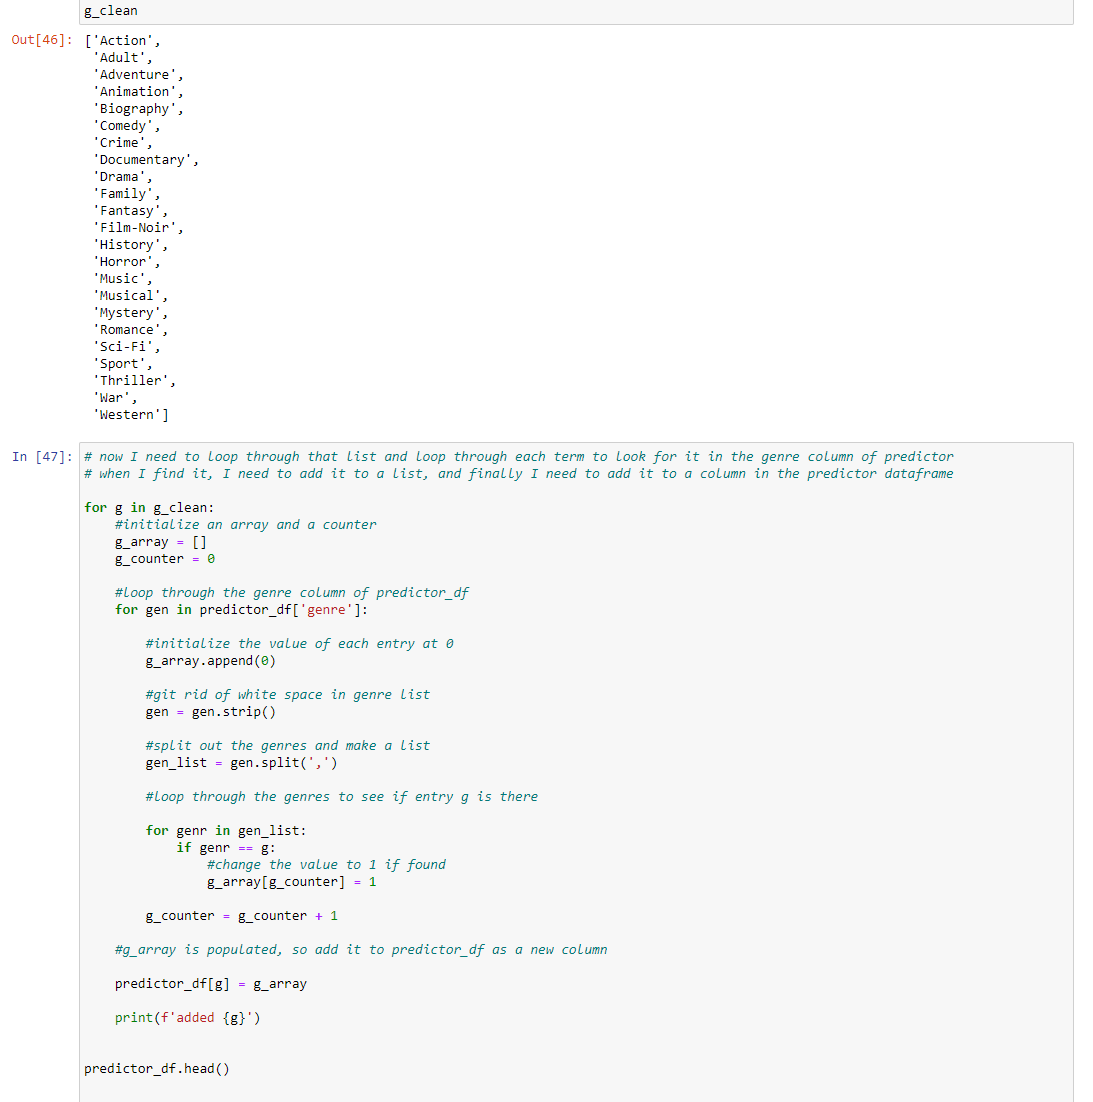 g_clean
Out[46]: ['Action',
'Adult',
'Adventure',
'Animation',
'Biography',
'Comedy',
'Crime',
'Documentary',
'Drama',
'Family',
'Fantasy',
'Film-Noir',
'History',
'Horror',
'Music',
'Musical',
'Mystery',
'Romance',
'Sci-Fi',
'Sport',
'Thriller',
'War',
'Western']
In [47]: # now I need to loop through that list and loop through each term to look for it in the genre column of predictor
# when I find it, I need to add it to a list, and finally I need to add it to a column in the predictor dataframe
for g in g_clean:
#initialize an array and a counter
g_array = []
g_counter = 0
#loop through the genre column of predictor_df
for gen in predictor_df['genre']:
#initialize the value of each entry at 0
g_array.append(0)
#git rid of white space in genre list
gen = gen.strip()
#split out the genres and make a list
gen_list = gen.split(',')
#loop through the genres to see if entry g is there
for genr in gen_list:
if genr == g:
#change the value to 1 if found
g_array[g_counter] = 1
g_counter = g_counter + 1
#g_array is populated, so add it to predictor_df as a new column
predictor_df[g] = g_array
print(f'added {g}')
predictor_df.head()